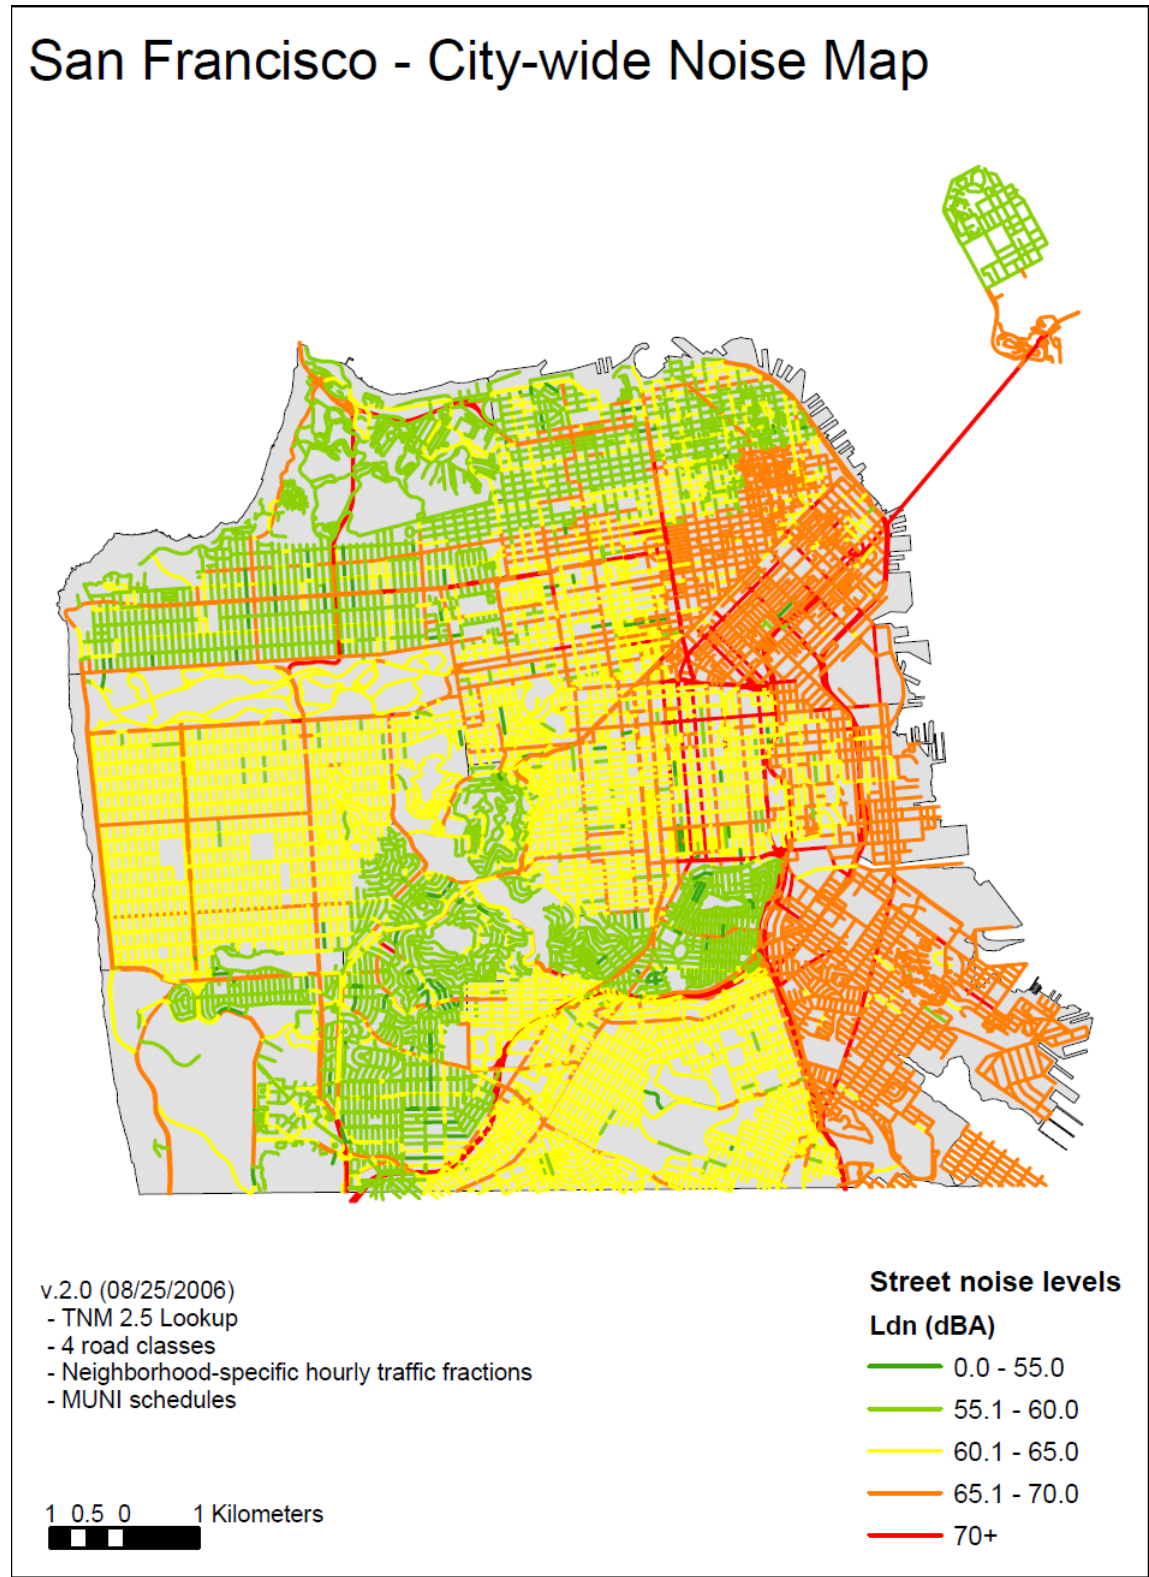 San Francisco - City-wide Noise Map
v.2.0 (08/25/2006)
- TNM 2.5 Lookup
- 4 road classes
- Neighborhood-specific hourly traffic fractions
- MUNI schedules
1 0.5 0 1 Kilometers
Street noise levels
Ldn (dBA)
0.0 - 55.0
55.1 - 60.0
60.1 - 65.0
65.1 - 70.0
70+